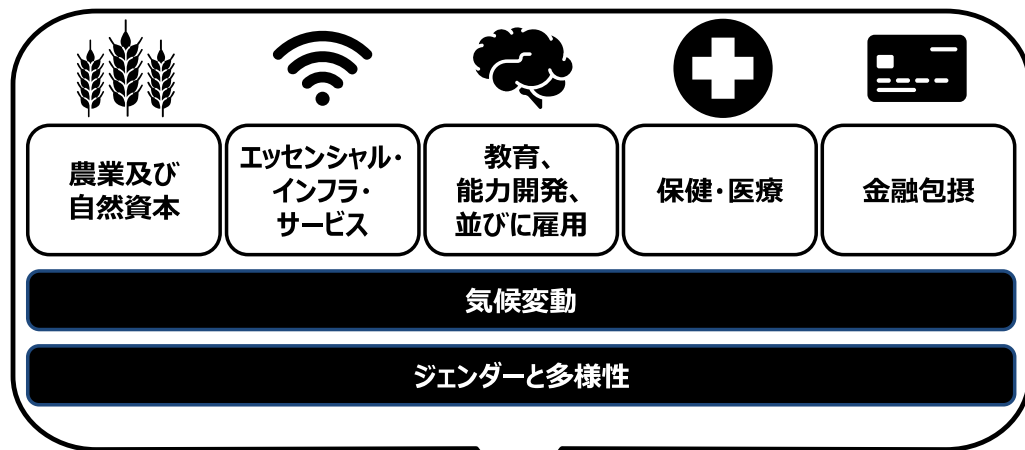 農業及び
自然資本
エッセンシャル・
インフラ・
サービス
教育、
能力開発、
並びに雇用
保健・医療
金融包摂
気候変動
ジェンダーと多様性